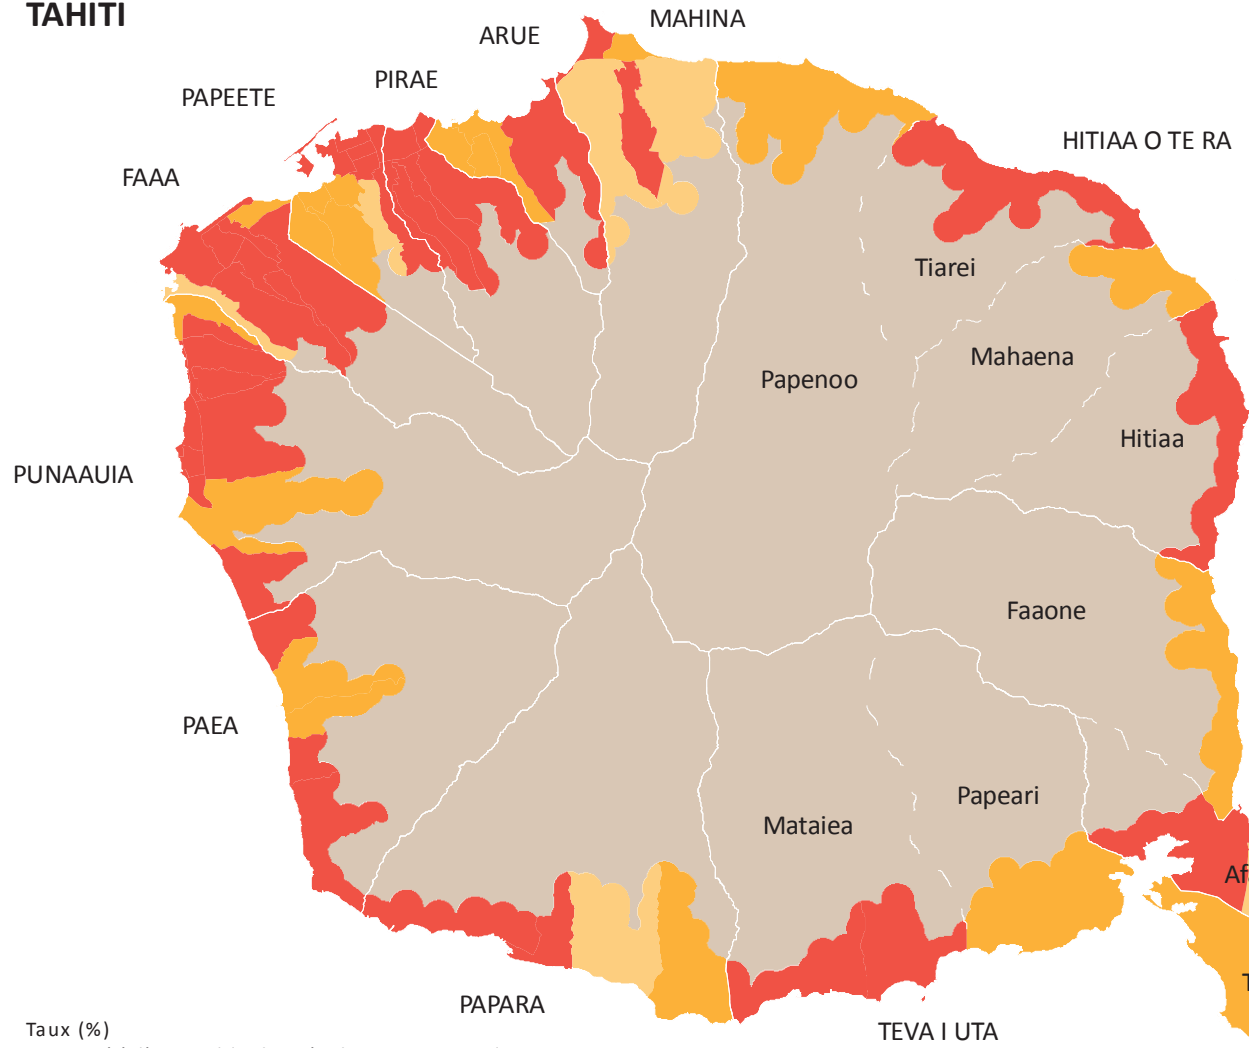 TAHITI
MAHINA
ARUE
PIRAE
PAPEETE
HITIAA O TE RA
FAAA
Tiarei
Mahaena
Papenoo
Hitiaa
PUNAAUIA
Faaone
PAEA
Papeari
Mataiea
Af
T
PAPARA
TEVA I UTA
Taux (%)